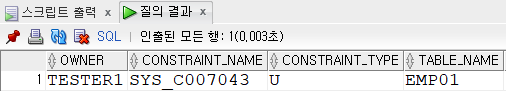 스크립트 출력 x 질의 결과 x
SQL | 인출된 모든 행: 1(0,003초)
OWNER CONSTRAINT_NAME CONSTRAINT_TYPE TABLE_NAME
1 TESTER1 SYS_C007043 U EMP01